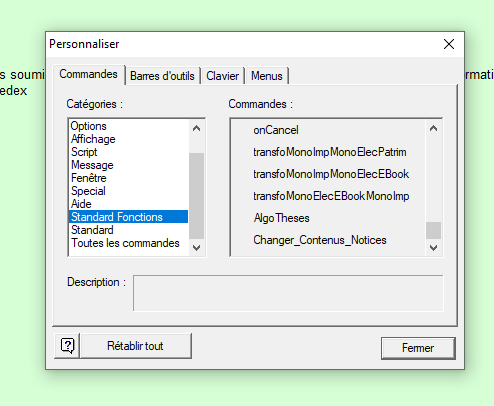 Personnaliser
s soumi
rmati
edex
Commandes
Barres d'outils
Clavier
Menus
Catégories :
Options
Affichage
Script
Message
Fenêtre
Special
Aide
Standard Fonctions
Standard
Toutes les commandes
Commandes :
onCancel
transfoMonoImpMonoElecPatrim
transfoMonoImpMonoElecEBook
transfoMonoElecEBookMonoImp
AlgoTheses
Changer_Contenus_Notices
Description :
Rétablir tout
Fermer